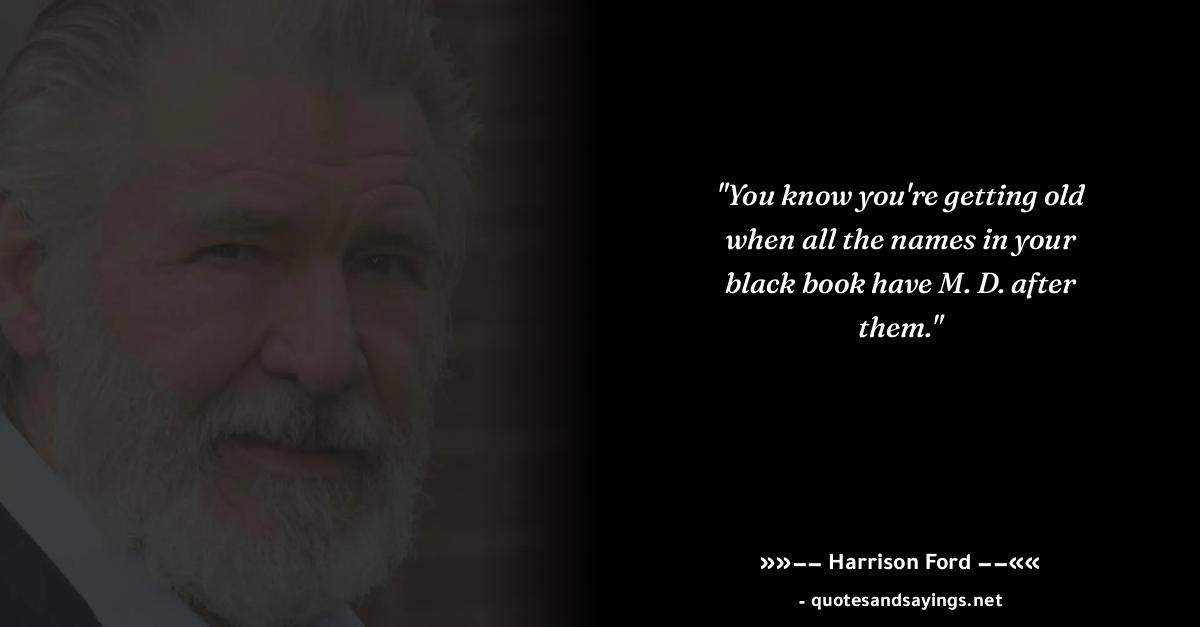 "You know you're getting old
when all the names in your
black book have M. D. after
them."
»»−− Harrison Ford −−««
- quotesandsayings.net